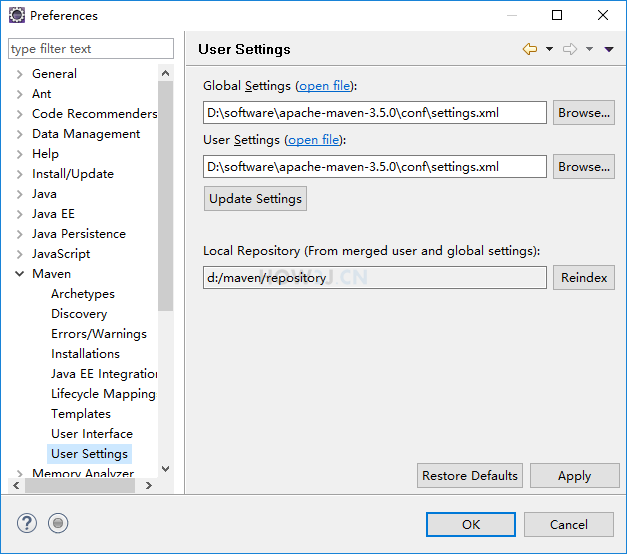 Preferences
type filter text
General
Ant
Code Recommenders
Data Management
Help
Install/Update
Java
Java EE
Java Persistence
JavaScript
Maven
Archetypes
Discovery
Errors/Warnings
Installations
Java EE Integration
Lifecycle Mapping
Templates
User Interface
User Settings
Memory Analyzer
User Settings
Global Settings (open file):
D:\software\apache-maven-3.5.0\conf\settings.xml Browse...
User Settings (open file):
D:\software\apache-maven-3.5.0\conf\settings.xml Browse...
Update Settings
Local Repository (From merged user and global settings):
HOW2J.CN
d:/maven/repository Reindex
Restore Defaults Apply
? OK Cancel